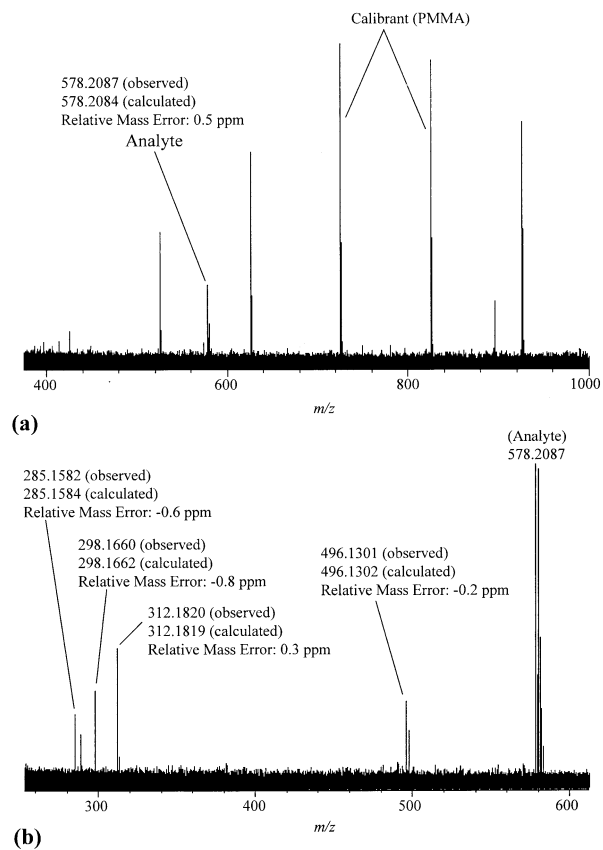 Calibrant (PMMA)
578.2087 (observed)
578.2084 (calculated)
Relative Mass Error: 0.5 ppm
Analyte
400
600
800
1000
m/z
(a)
(Analyte)
578.2087
285.1582 (observed)
285.1584 (calculated)
Relative Mass Error: -0.6 ppm
298.1660 (observed)
298.1662 (calculated)
Relative Mass Error: -0.8 ppm
496.1301 (observed)
496.1302 (calculated)
Relative Mass Error: -0.2 ppm
312.1820 (observed)
312.1819 (calculated)
Relative Mass Error: 0.3 ppm
300
400
500
600
m/z
(b)